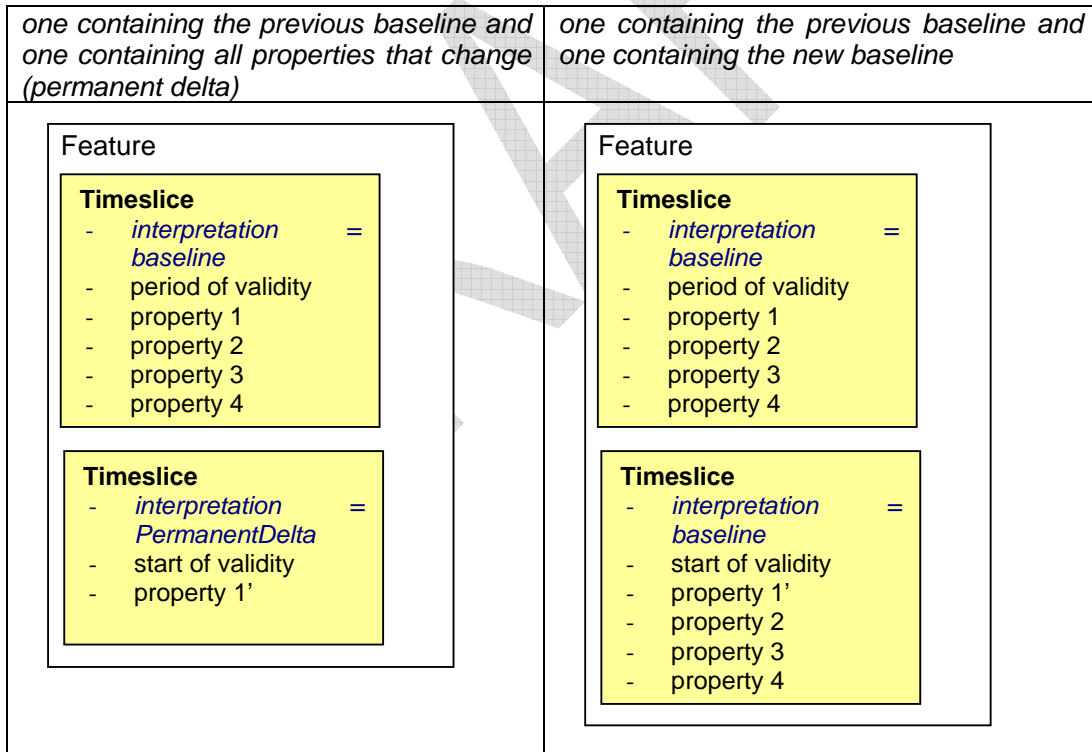 one containing the previous baseline and
one containing all properties that change
(permanent delta)
one containing the previous baseline and
one containing the new baseline
Feature
Timeslice
- interpretation =
baseline
- period of validity
- property 1
- property 2
- property 3
- property 4
Timeslice
- interpretation =
PermanentDelta
- start of validity
- property 1’
Feature
Timeslice
- interpretation =
baseline
- period of validity
- property 1
- property 2
- property 3
- property 4
Timeslice
- interpretation =
baseline
- start of validity
- property 1’
- property 2
- property 3
- property 4